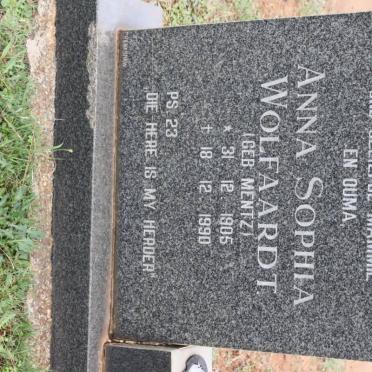 EN OUMA
ANNA SOPHIA
WOLFAARDT
(GEB MENTZ)
* 31. 12. 1905
† 18. 12. 1990
PS. 23
"DIE HERE IS MY HERDER"